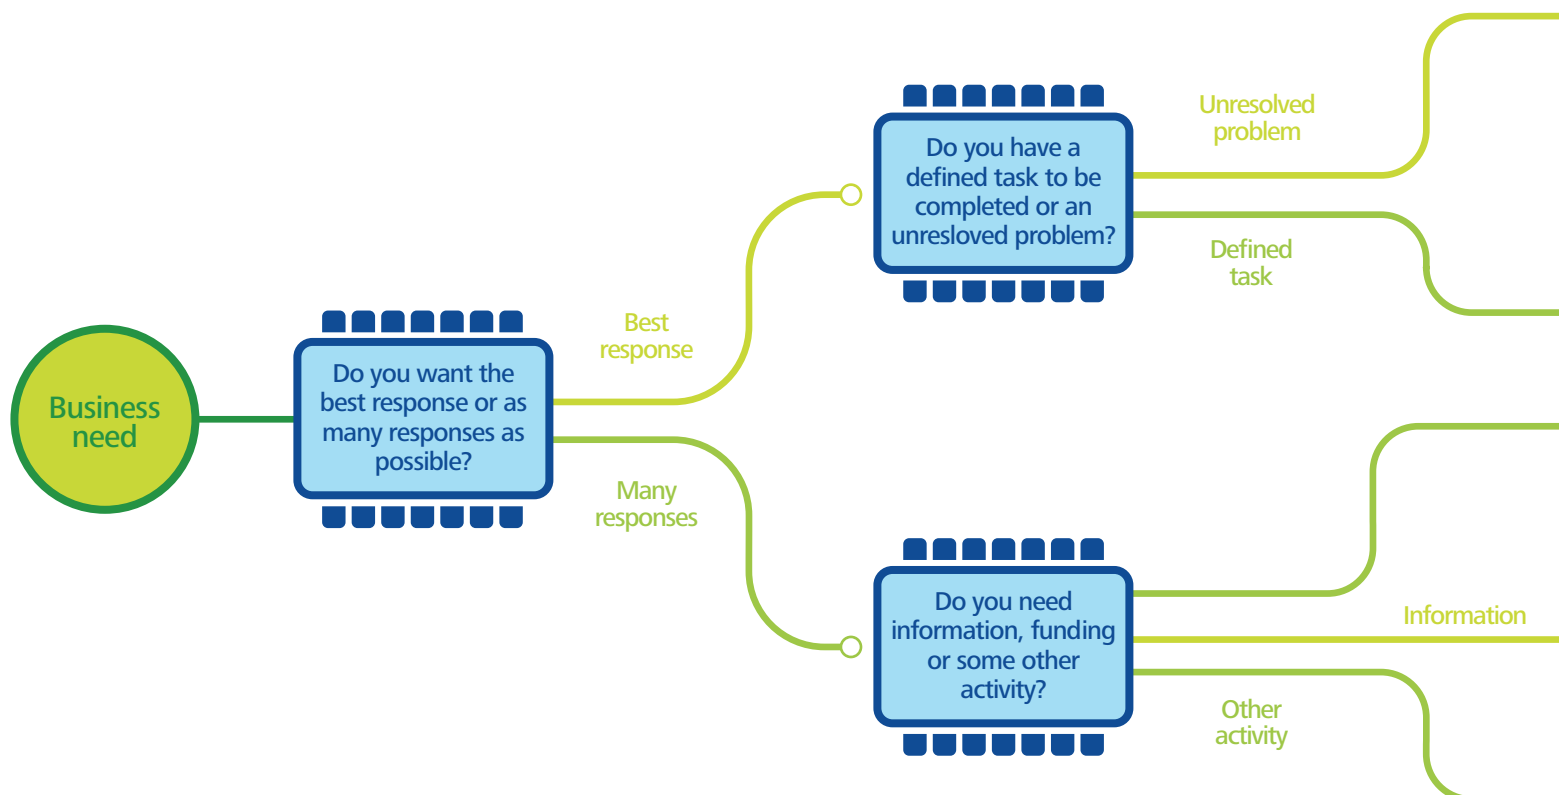 Business
need
Do you want the
best response or as
many responses as
possible?
Best
response
Many
responses
Do you have a
defined task to be
completed or an
unresloved problem?
Unresolved
problem
Defined
task
Do you need
information, funding
or some other
activity?
Information
Other
activity